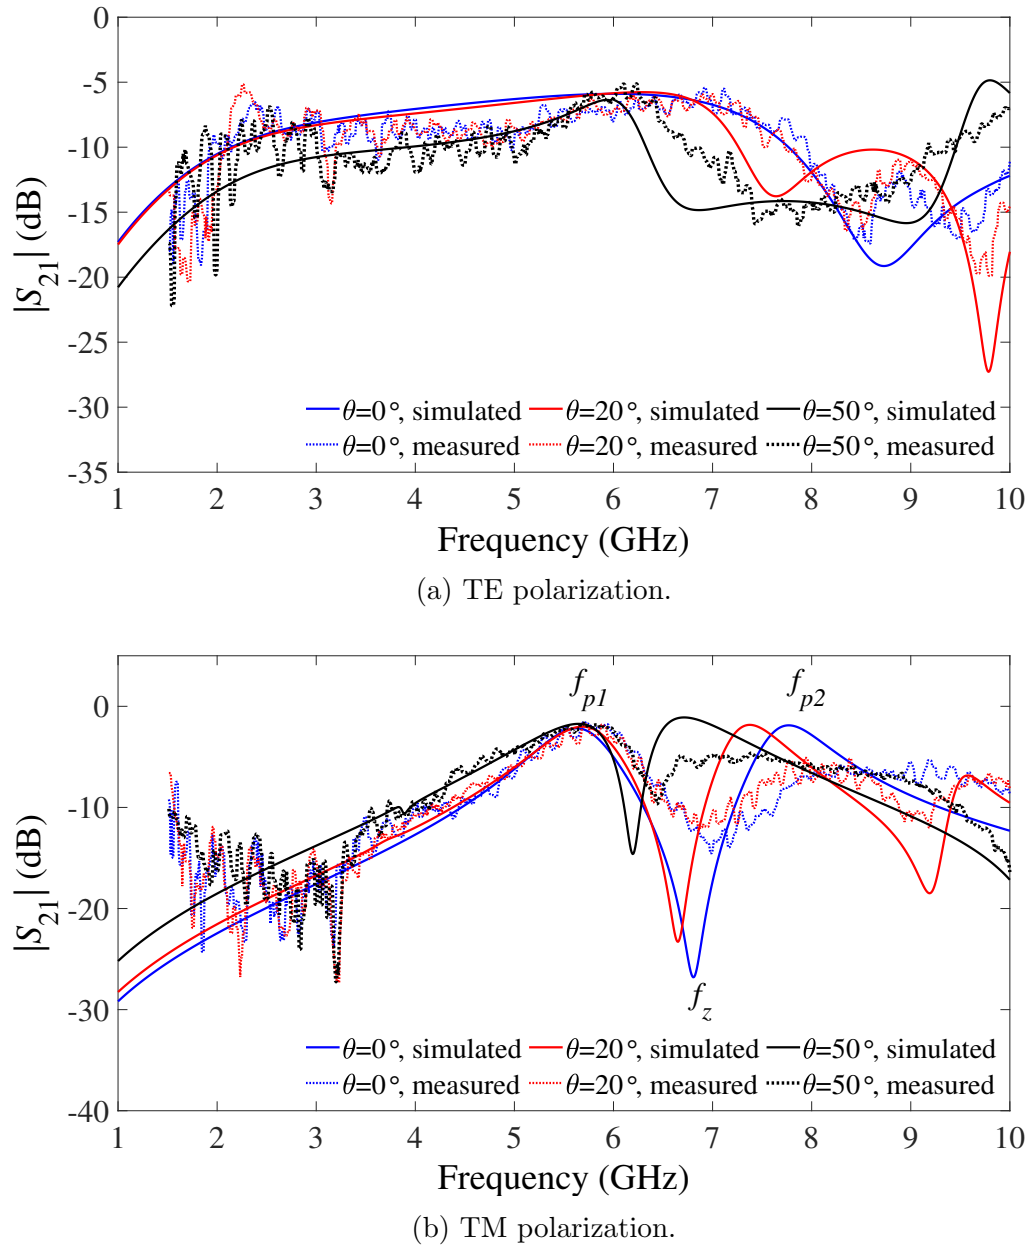 0
-5
-10
-15
-20
-25
-30
-35
|S21| (dB)
θ=0°, simulated θ=20°, simulated θ=50°, simulated
θ=0°, measured θ=20°, measured θ=50°, measured
1 2 3 4 5 6 7 8 9 10
Frequency (GHz)
(a) TE polarization.
fp1 fp2
0
-10
-20
-30
-40
|S21| (dB)
fz
θ=0°, simulated θ=20°, simulated θ=50°, simulated
θ=0°, measured θ=20°, measured θ=50°, measured
1 2 3 4 5 6 7 8 9 10
Frequency (GHz)
(b) TM polarization.